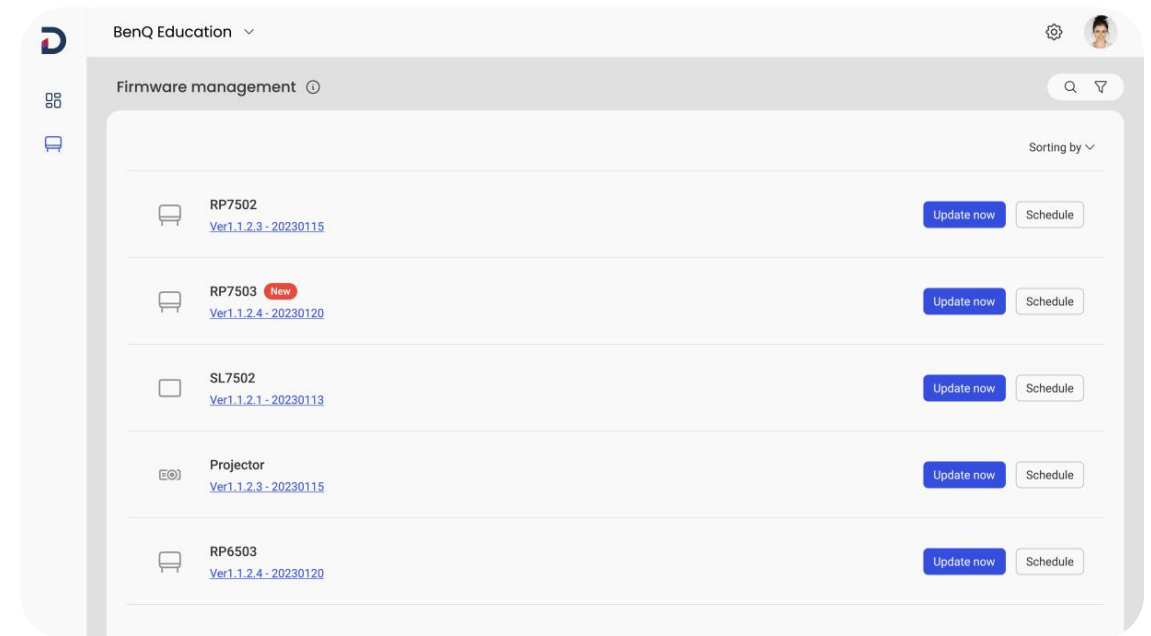 BenQ Education
Firmware management
Sorting by
RP7502
Ver1.1.2.3 - 20230115
Update now
Schedule
RP7503 New
Ver1.1.2.4 - 20230120
Update now
Schedule
SL7502
Ver1.1.2.1 - 20230113
Update now
Schedule
Projector
Ver1.1.2.3 - 20230115
Update now
Schedule
RP6503
Ver1.1.2.4 - 20230120
Update now
Schedule